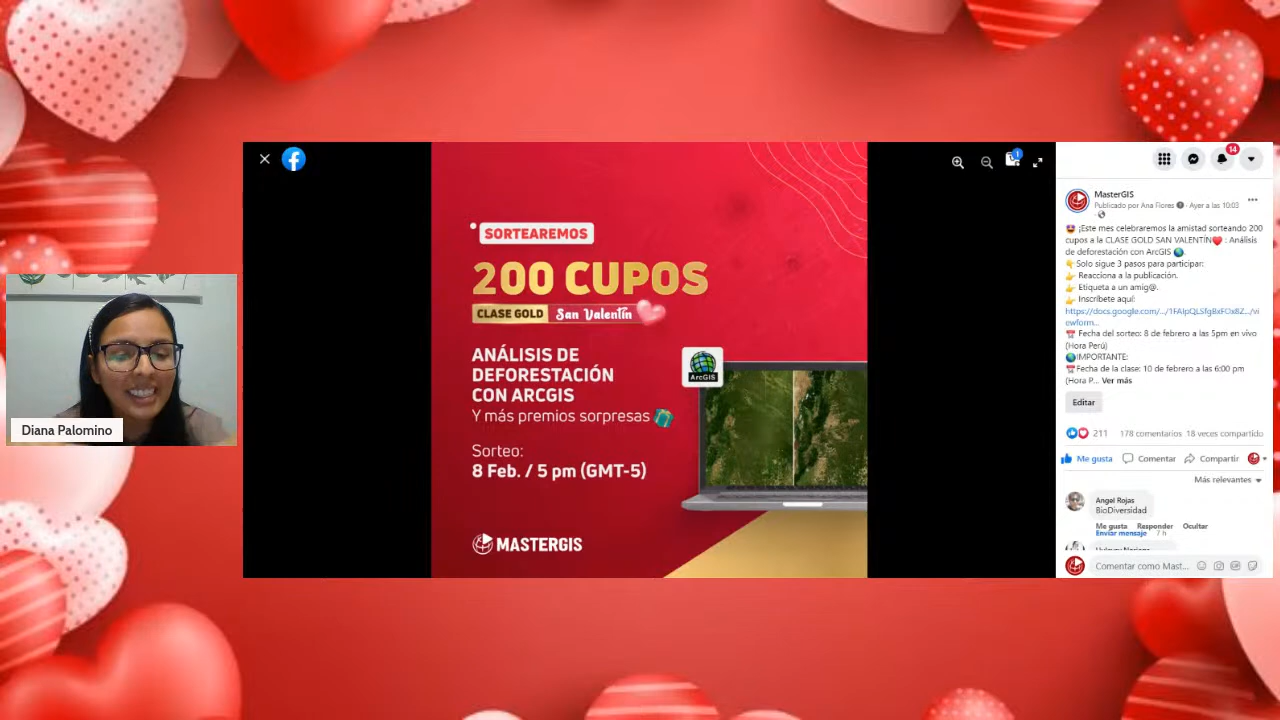 Diana Palomino
SORTEAREMOS
200 CUPOS
CLASE GOLD San Valentín
ANÁLISIS DE
DEFORESTACIÓN
CON ARCGIS
Y más premios sorpresas
Sorteo:
8 Feb. / 5 pm (GMT-5)
MASTERGIS
ArcGIS
1
14
MasterGIS
Publicado por Ana Flores · Ayer a las 10:03
¡Este mes celebraremos la amistad sorteando 200
cupos a la CLASE GOLD SAN VALENTÍN : Análisis
de deforestación con ArcGIS .
Solo sigue 3 pasos para participar:
Reacciona a la publicación.
Etiqueta a un amig@.
Inscríbete aquí:
https://docs.google.com/.../1FAIpQLSfgBxFOx8Z.../vi
ewform...
Fecha del sorteo: 8 de febrero a las 5pm en vivo
(Hora Perú)
IMPORTANTE:
Fecha de la clase: 10 de febrero a las 6:00 pm
(Hora P... Ver más
Editar
211 178 comentarios 18 veces compartido
Me gusta Comentar Compartir
Más relevantes
Angel Rojas
BioDiversidad
Me gusta Responder Ocultar
Enviar mensaje 7 h
Comentar como Mast...